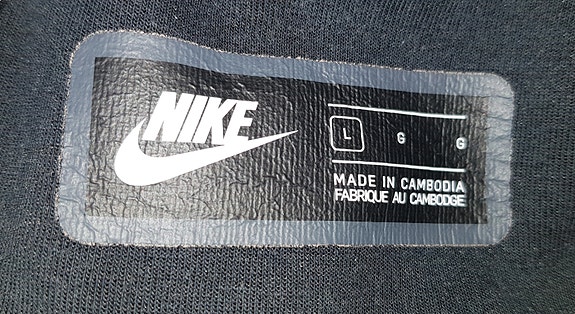 NIKE
L G G
MADE IN CAMBODIA
FABRIQUE AU CAMBODGE